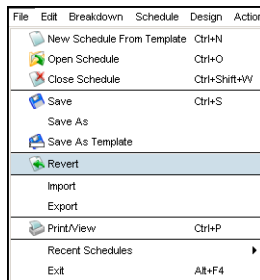 File Edit Breakdown Schedule Design Action
New Schedule From Template Ctrl+N
Open Schedule Ctrl+O
Close Schedule Ctrl+Shift+W
Save Ctrl+S
Save As
Save As Template
Revert
Import
Export
Print/View Ctrl+P
Recent Schedules
Exit Alt+F4